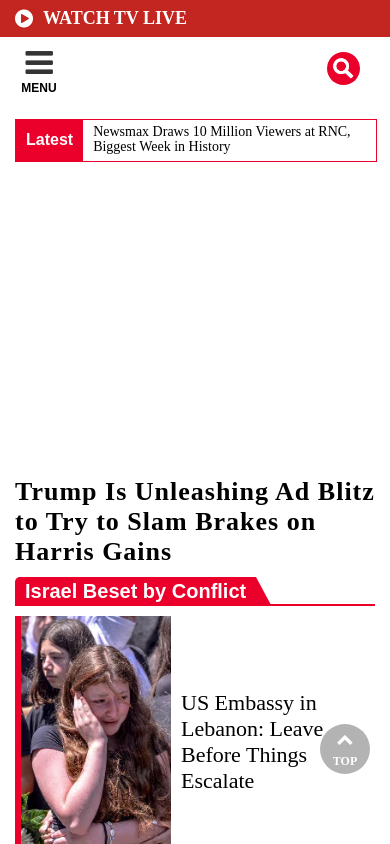 WATCH TV LIVE
MENU
Latest
Newsmax Draws 10 Million Viewers at RNC,
Biggest Week in History
Trump Is Unleashing Ad Blitz
to Try to Slam Brakes on
Harris Gains
Israel Beset by Conflict
US Embassy in
Lebanon: Leave
Before Things
Escalate
TOP